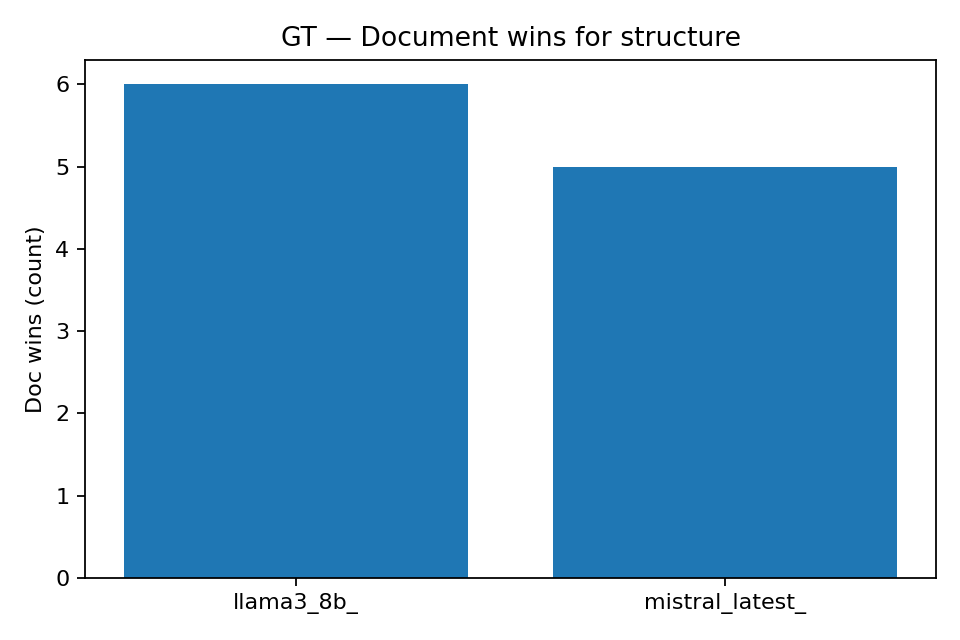 GT — Document wins for structure
Doc wins (count)
6
5
4
3
2
1
0
llama3_8b_
mistral_latest_